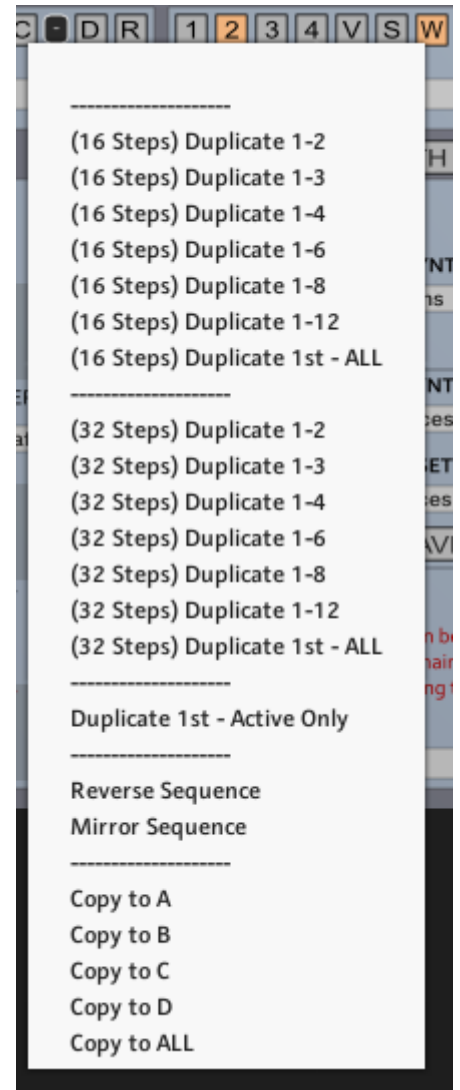 C - D R 1 2 3 4 V S W
--------------------
(16 Steps) Duplicate 1-2
(16 Steps) Duplicate 1-3
(16 Steps) Duplicate 1-4
(16 Steps) Duplicate 1-6
(16 Steps) Duplicate 1-8
(16 Steps) Duplicate 1-12
(16 Steps) Duplicate 1st - ALL
--------------------
(32 Steps) Duplicate 1-2
(32 Steps) Duplicate 1-3
(32 Steps) Duplicate 1-4
(32 Steps) Duplicate 1-6
(32 Steps) Duplicate 1-8
(32 Steps) Duplicate 1-12
(32 Steps) Duplicate 1st - ALL
--------------------
Duplicate 1st - Active Only
--------------------
Reverse Sequence
Mirror Sequence
--------------------
Copy to A
Copy to B
Copy to C
Copy to D
Copy to ALL